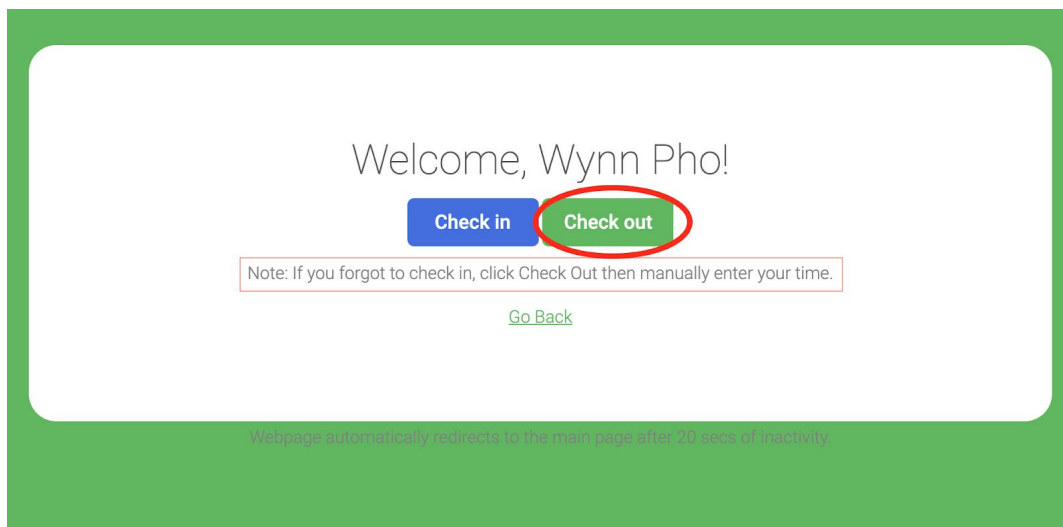 Welcome, Wynn Pho!
Check in Check out
Note: If you forgot to check in, click Check Out then manually enter your time.
Go Back
Webpage automatically redirects to the main page after 20 secs of inactivity.